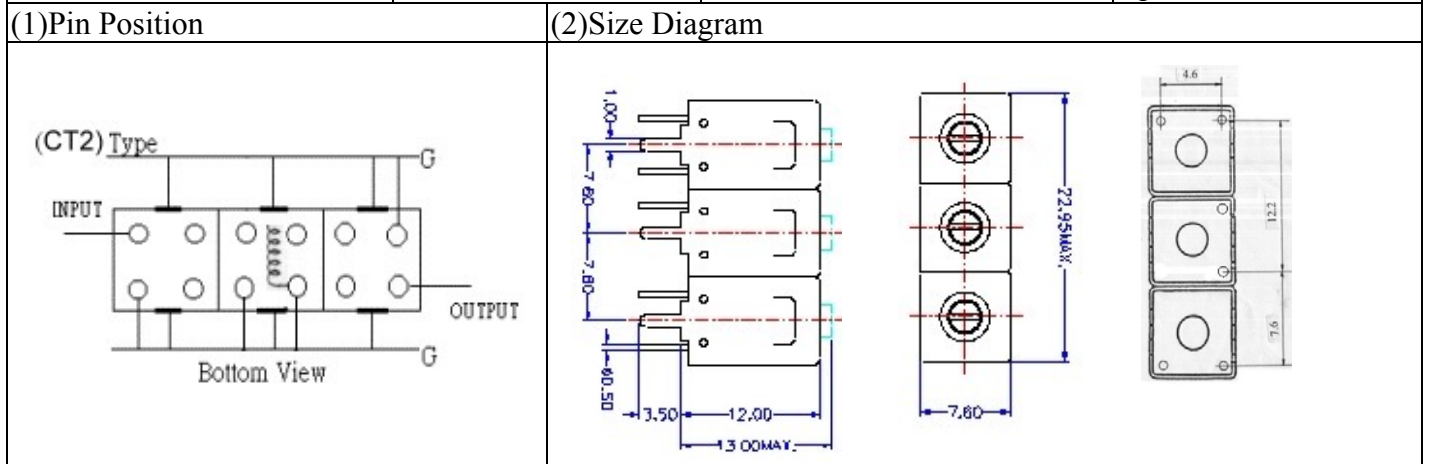 (1)Pin Position
(2)Size Diagram
(CT2) Type
G
INPUT
OUTPUT
G
Bottom View
1.00
7.60
7.60
Ø0.50
3.50
12.00
13.00MAX.
22.95MAX.
7.60
4.6
12.2
7.6